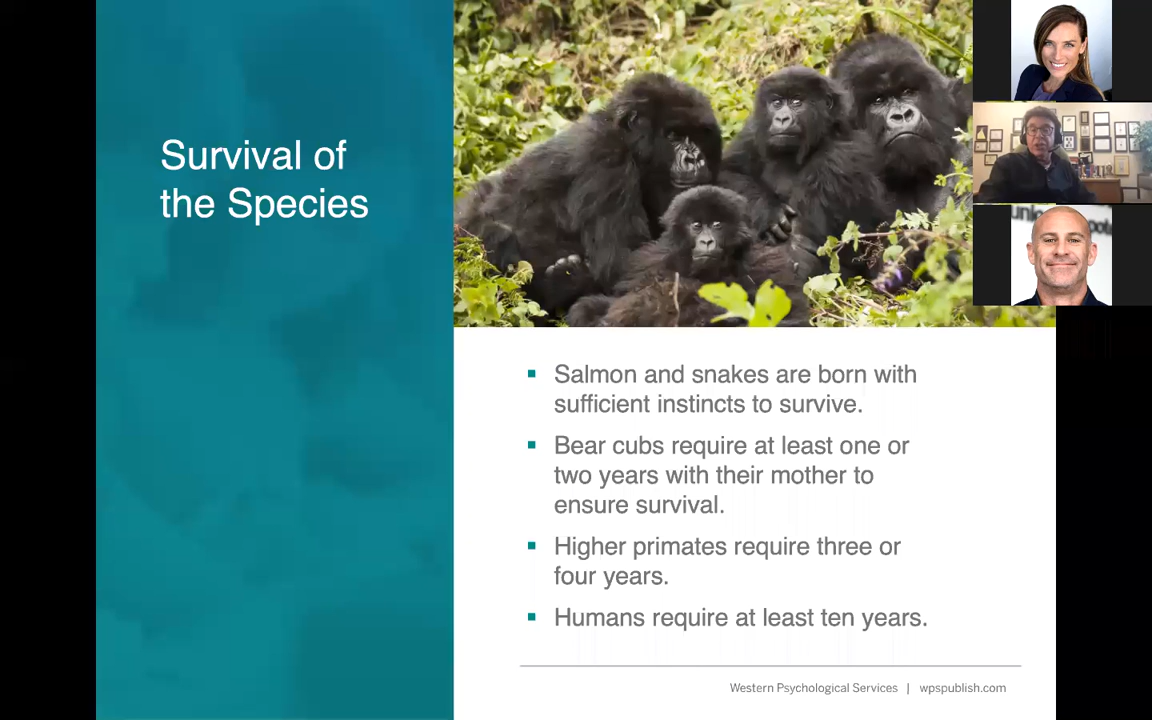 Survival of
the Species
▪ Salmon and snakes are born with
sufficient instincts to survive.
▪ Bear cubs require at least one or
two years with their mother to
ensure survival.
▪ Higher primates require three or
four years.
▪ Humans require at least ten years.
Western Psychological Services | wpspublish.com